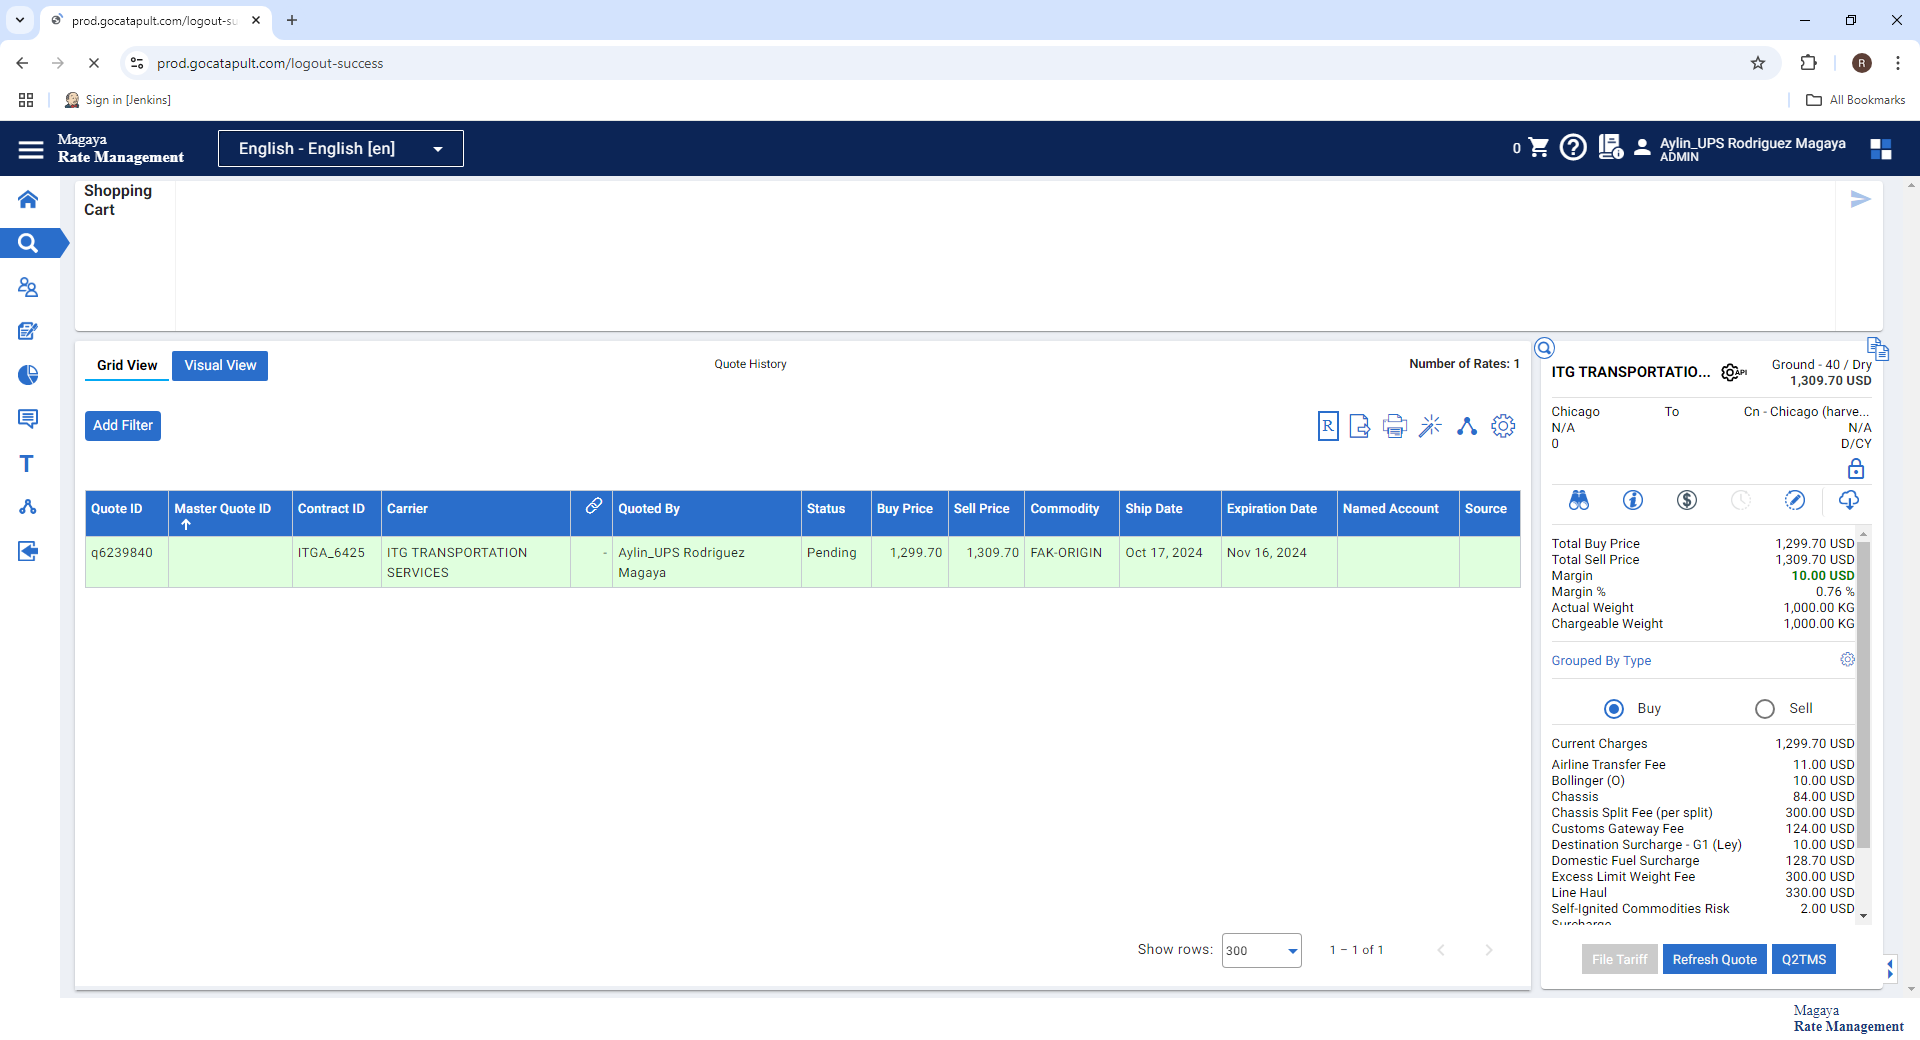 prod.gocatapult.com/logout-su
prod.gocatapult.com/logout-success
R
Sign in [Jenkins]
All Bookmarks
Magaya
Rate Management
English - English [en]
0
Aylin_UPS Rodriguez Magaya
ADMIN
Shopping
Cart
Grid View
Visual View
Quote History
Number of Rates: 1
Add Filter
R
Quote ID
Master Quote ID
Contract ID
Carrier
Quoted By
Status
Buy Price
Sell Price
Commodity
Ship Date
Expiration Date
Named Account
Source
q6239840
ITGA_6425
ITG TRANSPORTATION
SERVICES
-
Aylin_UPS Rodriguez
Magaya
Pending
1,299.70
1,309.70
FAK-ORIGIN
Oct 17, 2024
Nov 16, 2024
Show rows:
300
1 – 1 of 1
ITG TRANSPORTATIO...
API
Ground - 40 / Dry
1,309.70 USD
Chicago To Cn - Chicago (harve...
N/A N/A
0 D/CY
Total Buy Price 1,299.70 USD
Total Sell Price 1,309.70 USD
Margin 10.00 USD
Margin % 0.76 %
Actual Weight 1,000.00 KG
Chargeable Weight 1,000.00 KG
Grouped By Type
Buy
Sell
Current Charges 1,299.70 USD
Airline Transfer Fee 11.00 USD
Bollinger (O) 10.00 USD
Chassis 84.00 USD
Chassis Split Fee (per split) 300.00 USD
Customs Gateway Fee 124.00 USD
Destination Surcharge - G1 (Ley) 10.00 USD
Domestic Fuel Surcharge 128.70 USD
Excess Limit Weight Fee 300.00 USD
Line Haul 330.00 USD
Self-Ignited Commodities Risk 2.00 USD
Surcharge
File Tariff
Refresh Quote
Q2TMS
Magaya
Rate Management